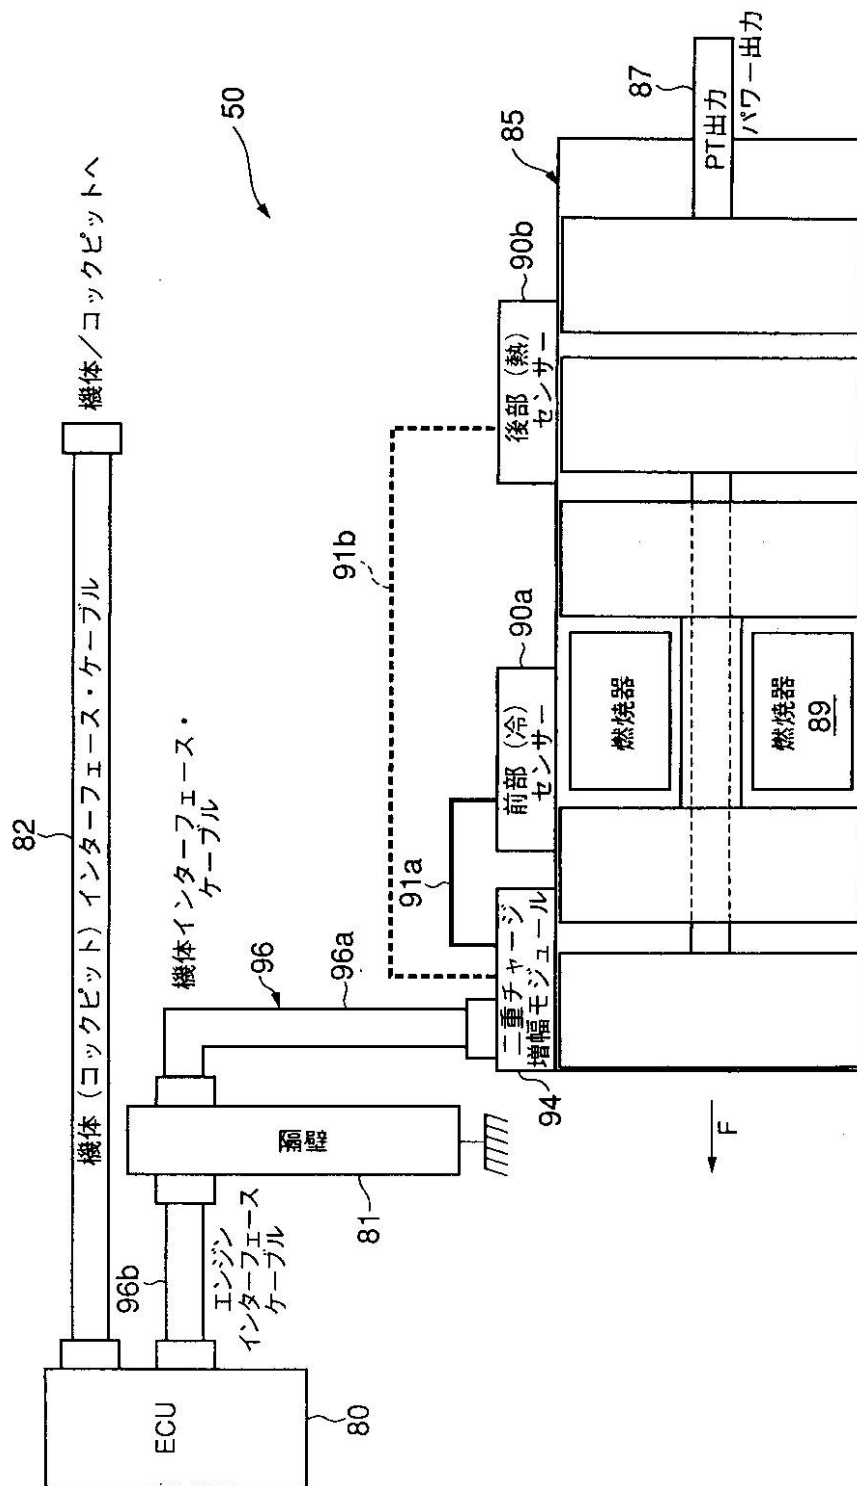 50
機体/コックピットへ
82
機体(コックピット)インターフェース・ケーブル
機体インターフェース・
ケーブル
96
96a
96b
エンジン
インターフェース
ケーブル
ECU
80
隔壁
81
F
94
二重チャージ
増幅モジュール
91a
91b
90a
前部(冷)
センサー
90b
後部(熱)
センサー
85
87
PT出力
パワー出力
燃焼器
燃焼器
89